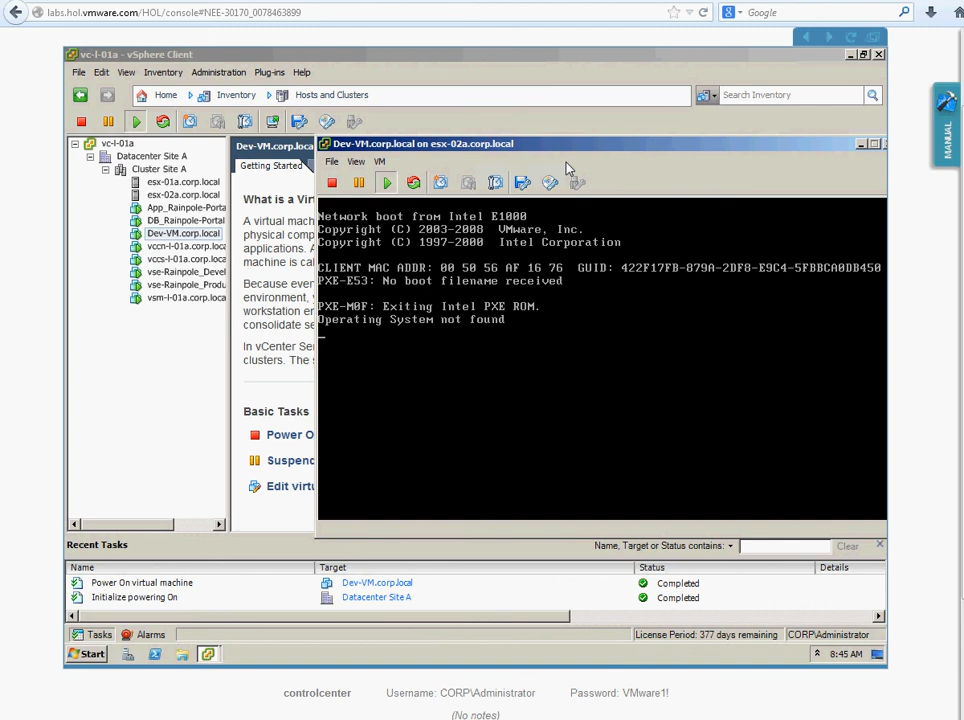 labs.hol.vmware.com/HOL/console#NEE-30170_0078463899
Google
vc-l-01a - vSphere Client
File Edit View Inventory Administration Plug-ins Help
Home Inventory Hosts and Clusters
Search Inventory
MANUAL
vc-l-01a
Datacenter Site A
Cluster A
esx-01a.corp.local
esx-02a.corp.local
App_Rainpole-Portal
DB_Rainpole-Portal
Dev-VM.corp.local
vccn-l-01a.corp.loc
vccs-l-01a.corp.loca
vse-Rainpole_Devel
vse-Rainpole_Produ
vsm-l-01a.corp.loca
Dev-VM.corp.loca
Getting Started
What is a Vir
A virtual mach
physical comp
applications. A
machine is cal
Because even
environment,
workstation er
consolidate se
In vCenter Se
clusters. The s
Basic Tasks
Power O
Suspend
Edit virtu
Dev-VM.corp.local on esx-02a.corp.local
File View VM
Network boot from Intel E1000
Copyright (C) 2003-2008 VMware, Inc.
Copyright (C) 1997-2000 Intel Corporation
CLIENT MAC ADDR: 00 50 56 AF 16 76 GUID: 422F17FB-879A-2DF8-E9C4-5FBBCA0DB450
PXE-E53: No boot filename received
PXE-M0F: Exiting Intel PXE ROM.
Operating System not found
Recent Tasks
Name, Target or Status contains:
Clear
Name Target Status Details
Power On virtual machine Dev-VM.corp.local Completed
Initialize powering On Datacenter Site A Completed
Tasks Alarms
License Period: 377 days remaining
CORP\Administrator
Start
8:45 AM
controlcenter Username: CORP\Administrator Password: VMware1!
(No notes)